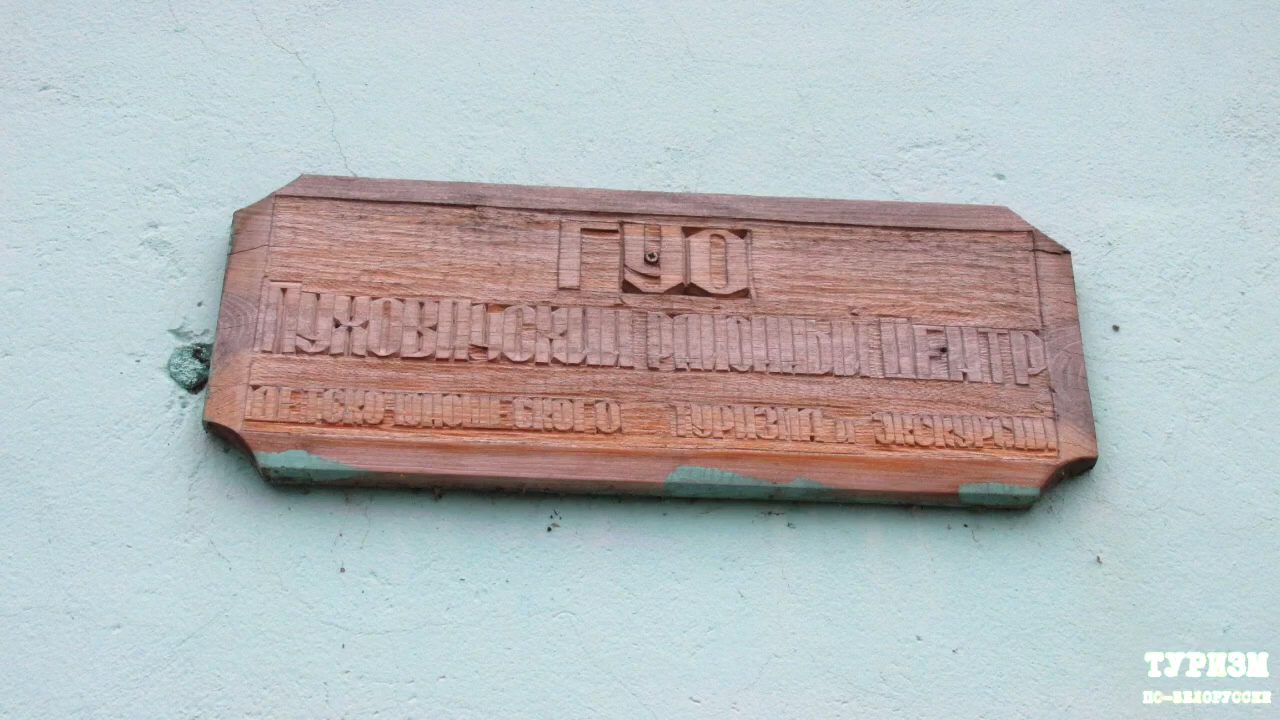 ГУО
Пуховичский районный Центр
детско-юношеского туризма и экскурсий
ТУРИЗМ
ПО-БЕЛОРУССКИ